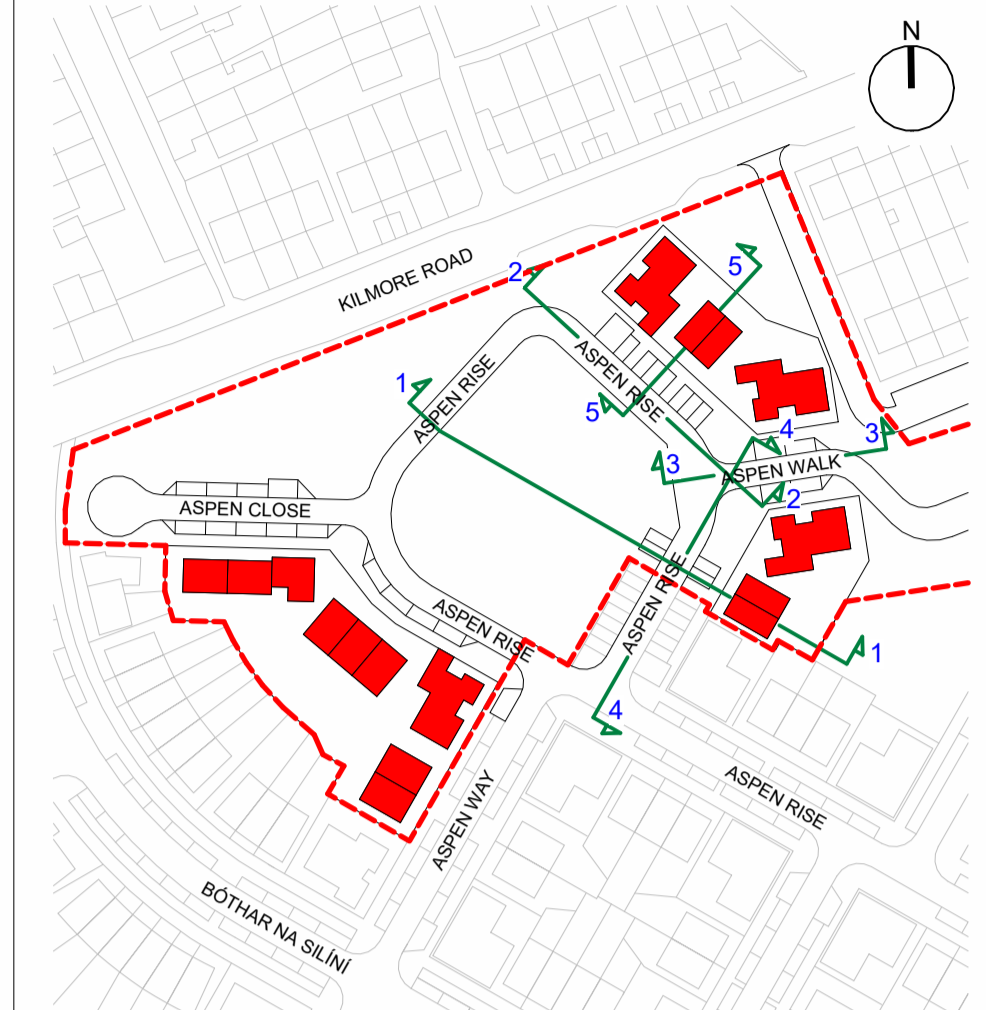 N
KILMORE ROAD
2
5
1
ASPEN RISE
ASPEN RISE
5
4
3
3
ASPEN WALK
2
ASPEN CLOSE
ASPEN RISE
ASPEN RISE
1
4
ASPEN RISE
ASPEN WAY
BÓTHAR NA SILÍNÍ